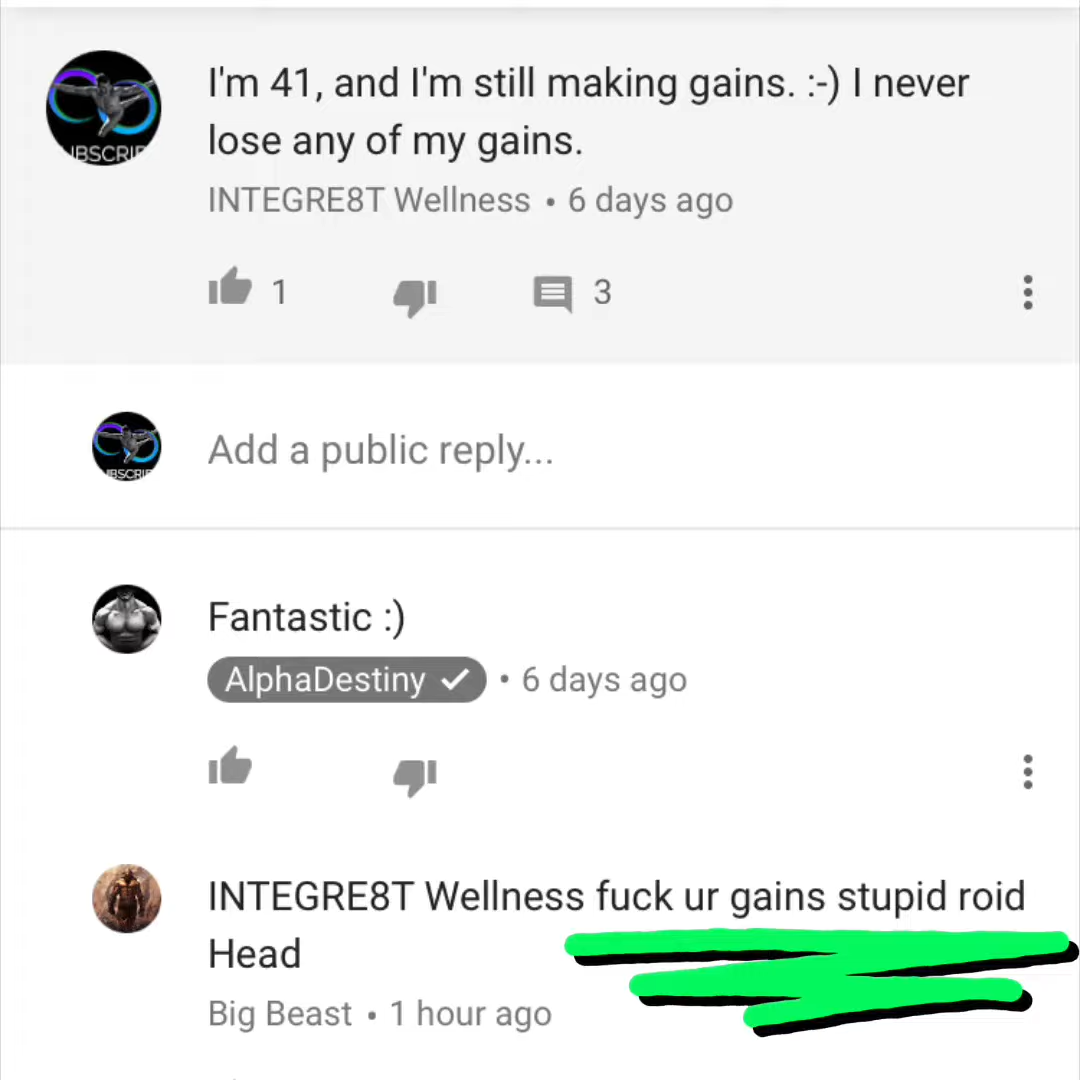 I'm 41, and I'm still making gains. :-) I never
lose any of my gains.
INTEGRE8T Wellness • 6 days ago
1
3
Add a public reply...
Fantastic :)
AlphaDestiny • 6 days ago
INTEGRE8T Wellness fuck ur gains stupid roid
Head
Big Beast • 1 hour ago